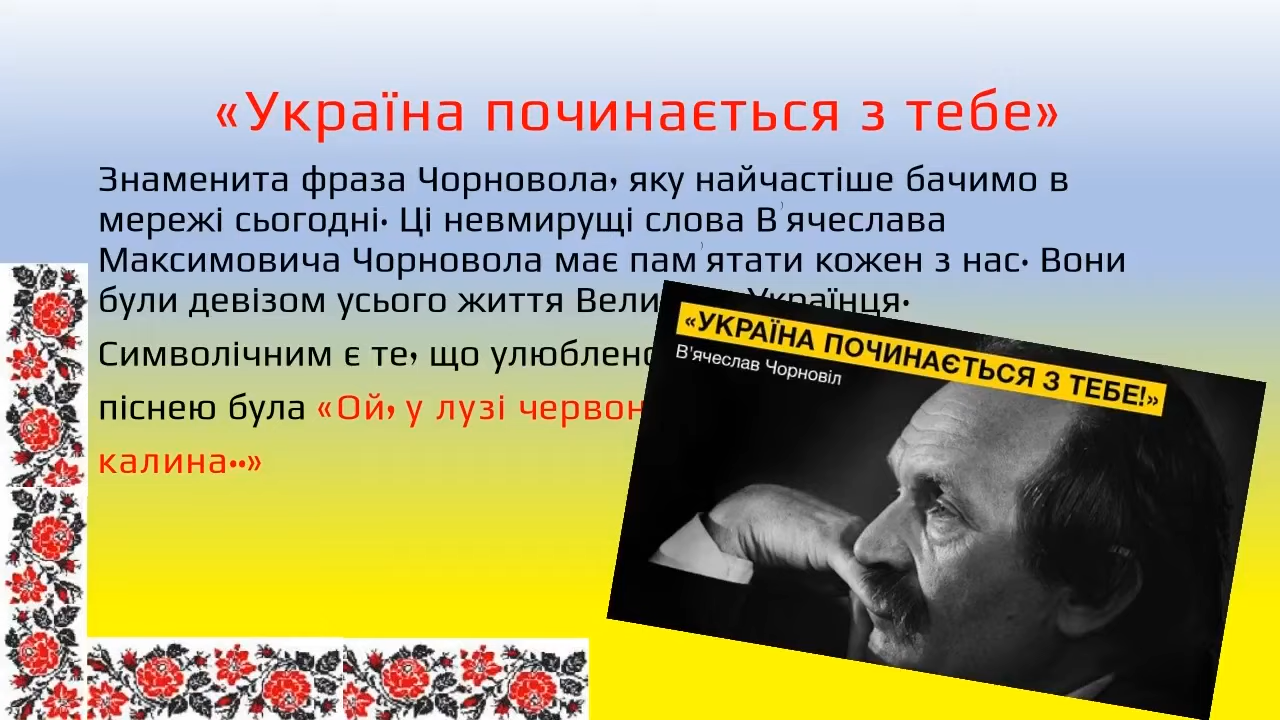 «Україна починається з тебе»
Знаменита фраза Чорновола, яку найчастіше бачимо в
мережі сьогодні. Ці невмирущі слова В'ячеслава
Максимовича Чорновола має пам'ятати кожен з нас. Вони
були девізом усього життя Українця.
Символічним є те, що
піснею була «Ой, у лузі
калина..»
«УКРАЇНА ПОЧИНАЄТЬСЯ З ТЕБЕ!»
В'ячеслав Чорновіл